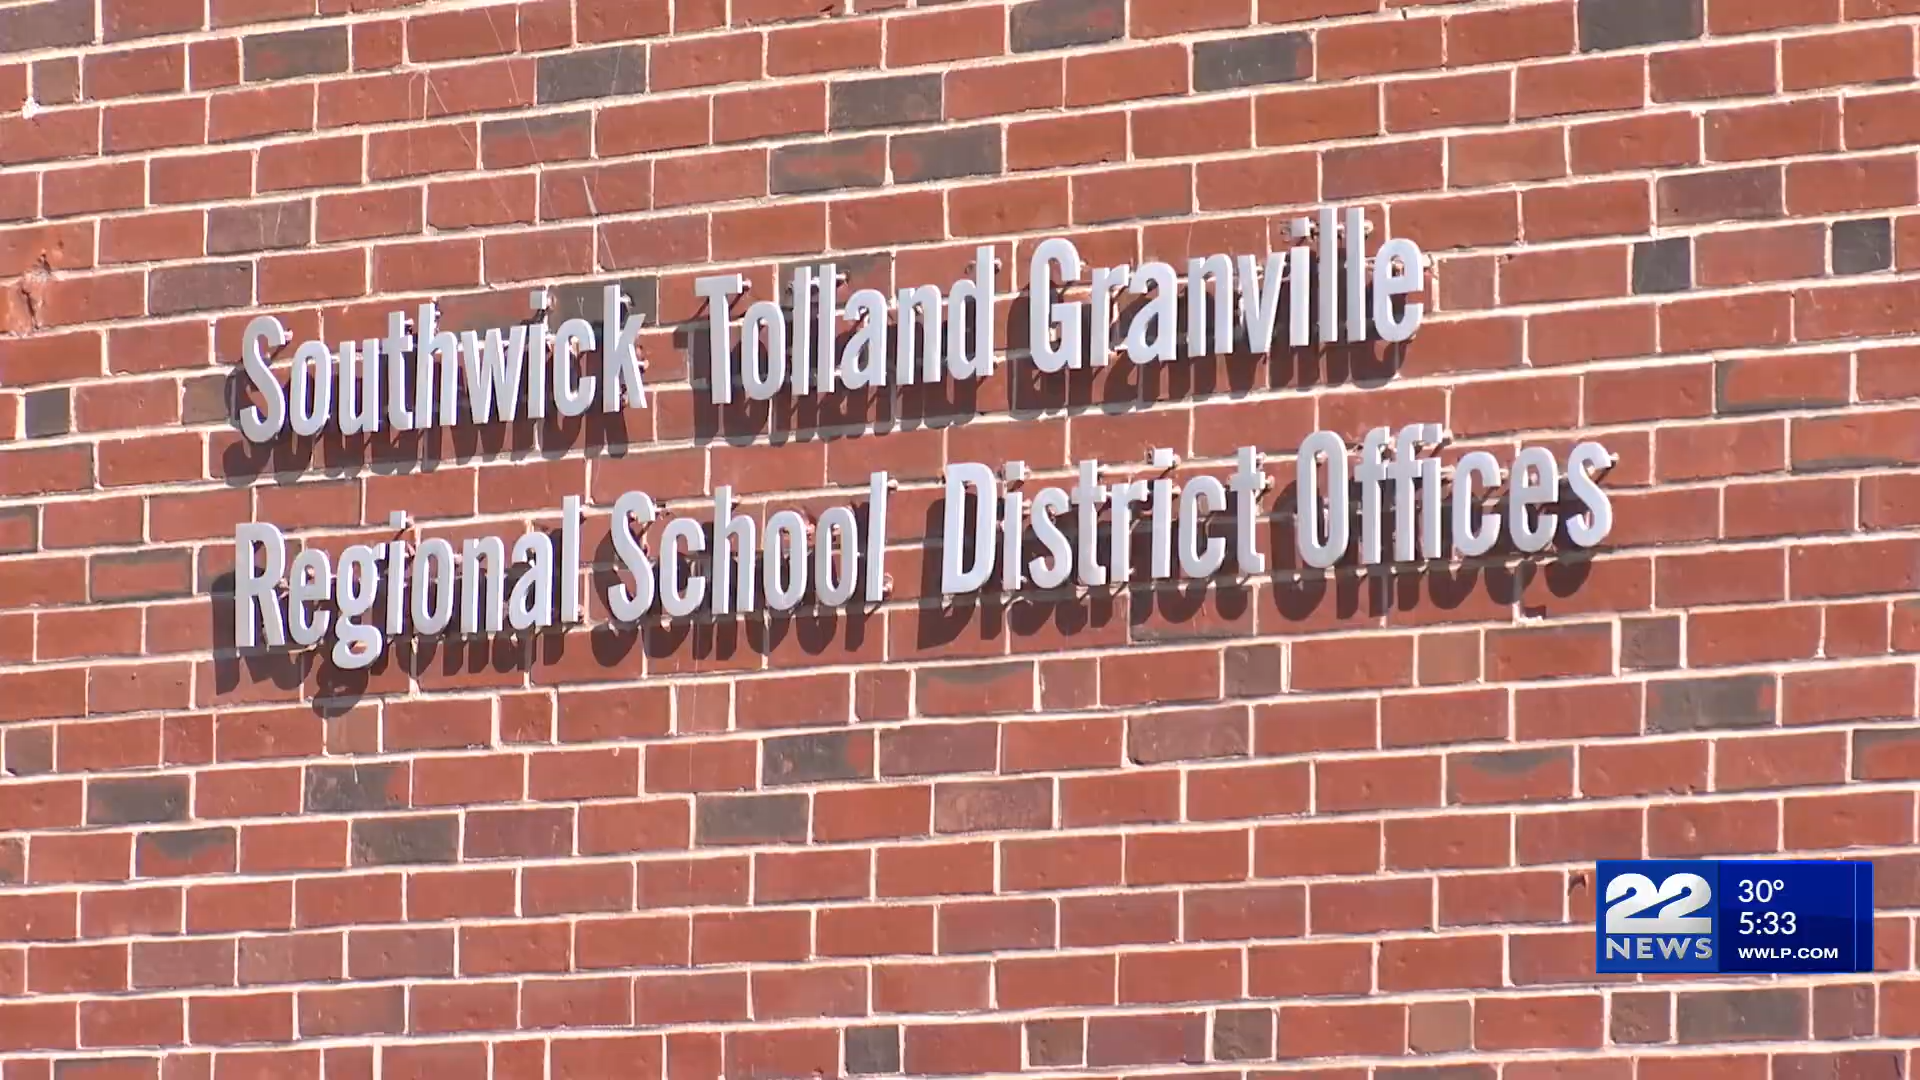 Southwick Tolland Granville
Regional School District Offices
22
NEWS
30°
5:33
WWLP.COM